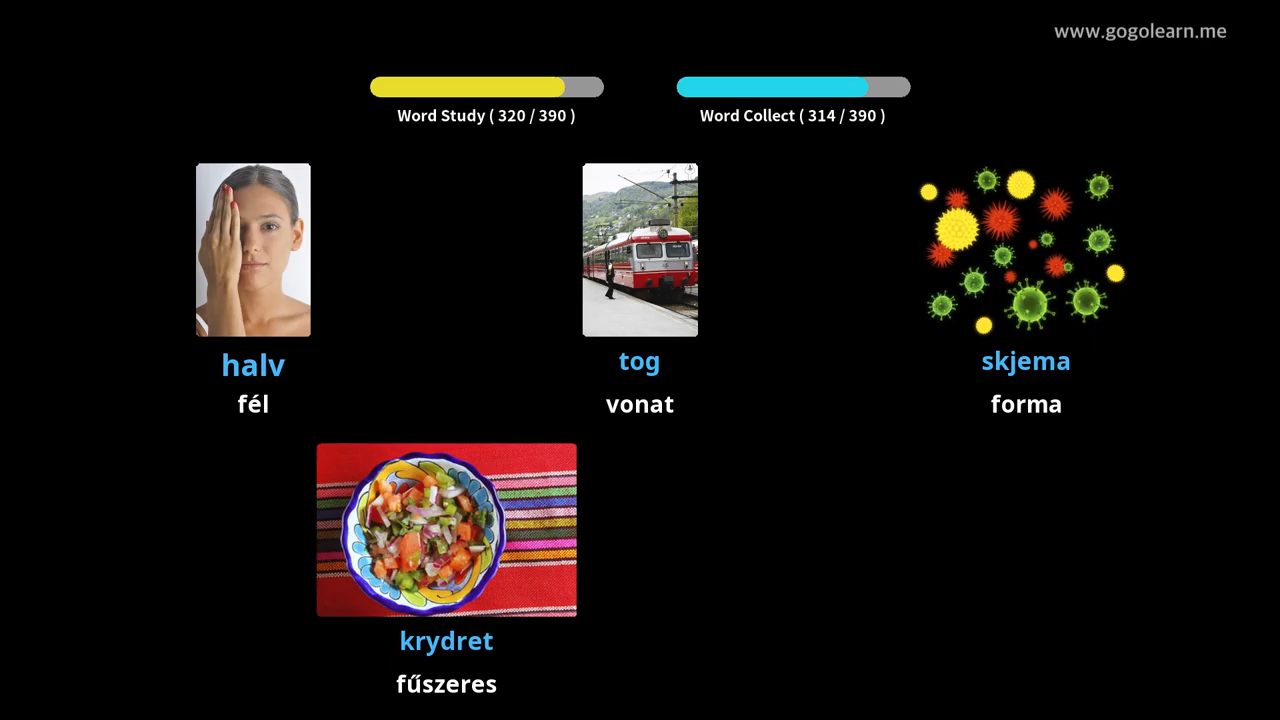 www.gogolearn.me
Word Study ( 320 / 390 )
Word Collect ( 314 / 390 )
halv
tog
skjema
fél
vonat
forma
krydret
fűszeres